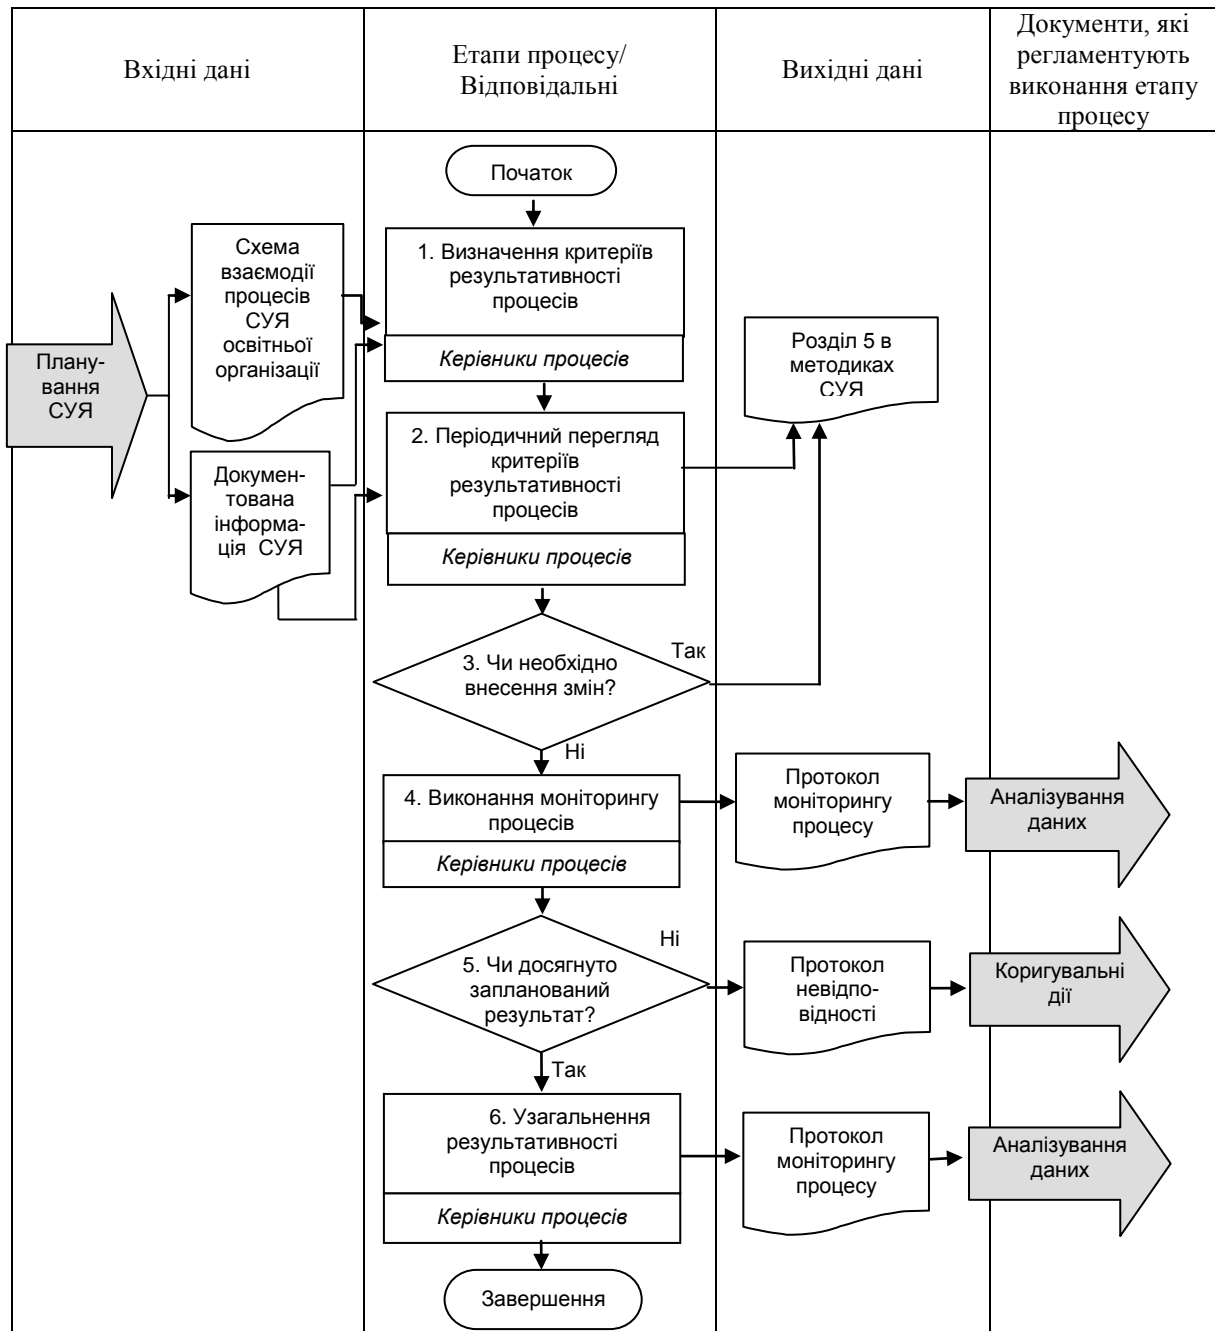 Вхідні дані
Етапи процесу/
Відповідальні
Вихідні дані
Документи, які
регламентують
виконання етапу
процесу
Початок
Схема
взаємодії
процесів
СУЯ
освітньої
організації
1. Визначення критеріїв
результативності
процесів
Керівники процесів
Плану-
вання
СУЯ
Розділ 5 в
методиках
СУЯ
2. Періодичний перегляд
критеріїв
результативності
процесів
Керівники процесів
Докумен-
тована
інформа-
ція СУЯ
3. Чи необхідно
внесення змін?
Так
Ні
4. Виконання моніторингу
процесів
Керівники процесів
Протокол
моніторингу
процесу
Аналізування
даних
5. Чи досягнуто
запланований
результат?
Ні
Протокол
невідпо-
відності
Коригувальні
дії
Так
6. Узагальнення
результативності
процесів
Керівники процесів
Протокол
моніторингу
процесу
Аналізування
даних
Завершення